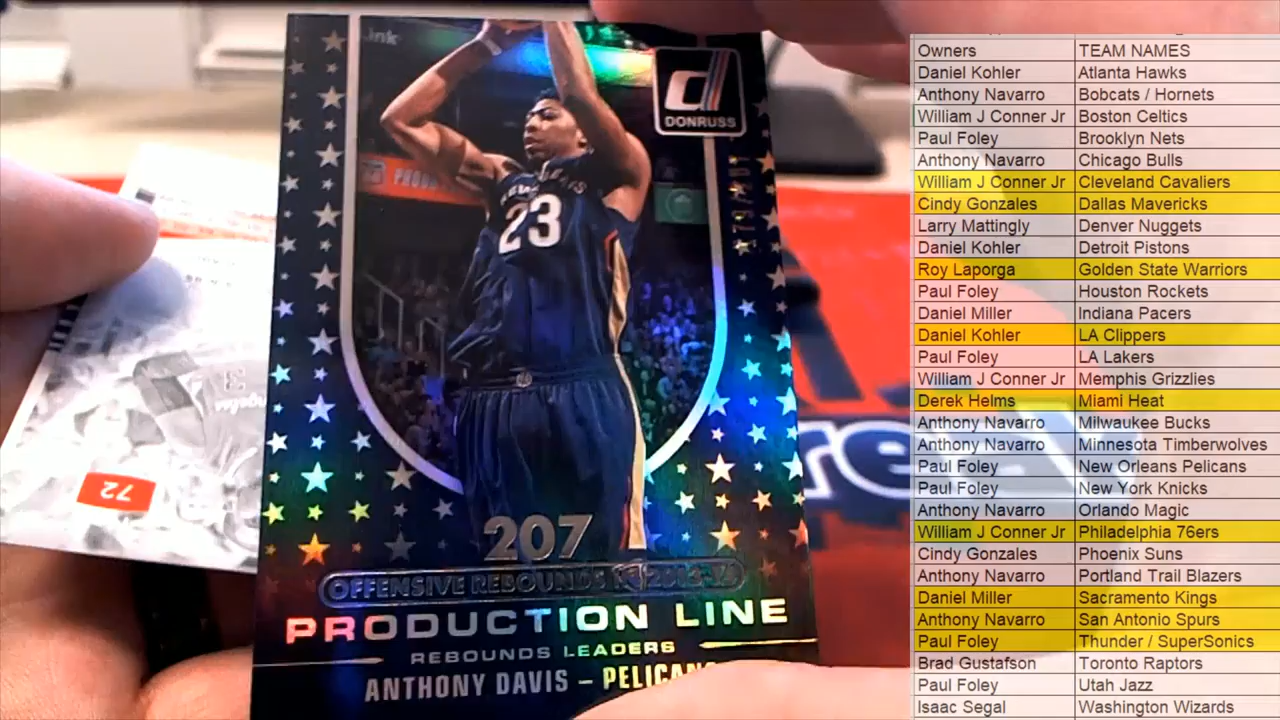 DONRUSS
23
72
207
OFFENSIVE REBOUNDS IN 2013-14
PRODUCTION LINE
REBOUNDS LEADERS
ANTHONY DAVIS – PELICANS
Owners TEAM NAMES
Daniel Kohler Atlanta Hawks
Anthony Navarro Bobcats / Hornets
William J Conner Jr Boston Celtics
Paul Foley Brooklyn Nets
Anthony Navarro Chicago Bulls
William J Conner Jr Cleveland Cavaliers
Cindy Gonzales Dallas Mavericks
Larry Mattingly Denver Nuggets
Daniel Kohler Detroit Pistons
Roy Laporga Golden State Warriors
Paul Foley Houston Rockets
Daniel Miller Indiana Pacers
Daniel Kohler LA Clippers
Paul Foley LA Lakers
William J Conner Jr Memphis Grizzlies
Derek Helms Miami Heat
Anthony Navarro Milwaukee Bucks
Anthony Navarro Minnesota Timberwolves
Paul Foley New Orleans Pelicans
Paul Foley New York Knicks
Anthony Navarro Orlando Magic
William J Conner Jr Philadelphia 76ers
Cindy Gonzales Phoenix Suns
Anthony Navarro Portland Trail Blazers
Daniel Miller Sacramento Kings
Anthony Navarro San Antonio Spurs
Paul Foley Thunder / SuperSonics
Brad Gustafson Toronto Raptors
Paul Foley Utah Jazz
Isaac Segal Washington Wizards